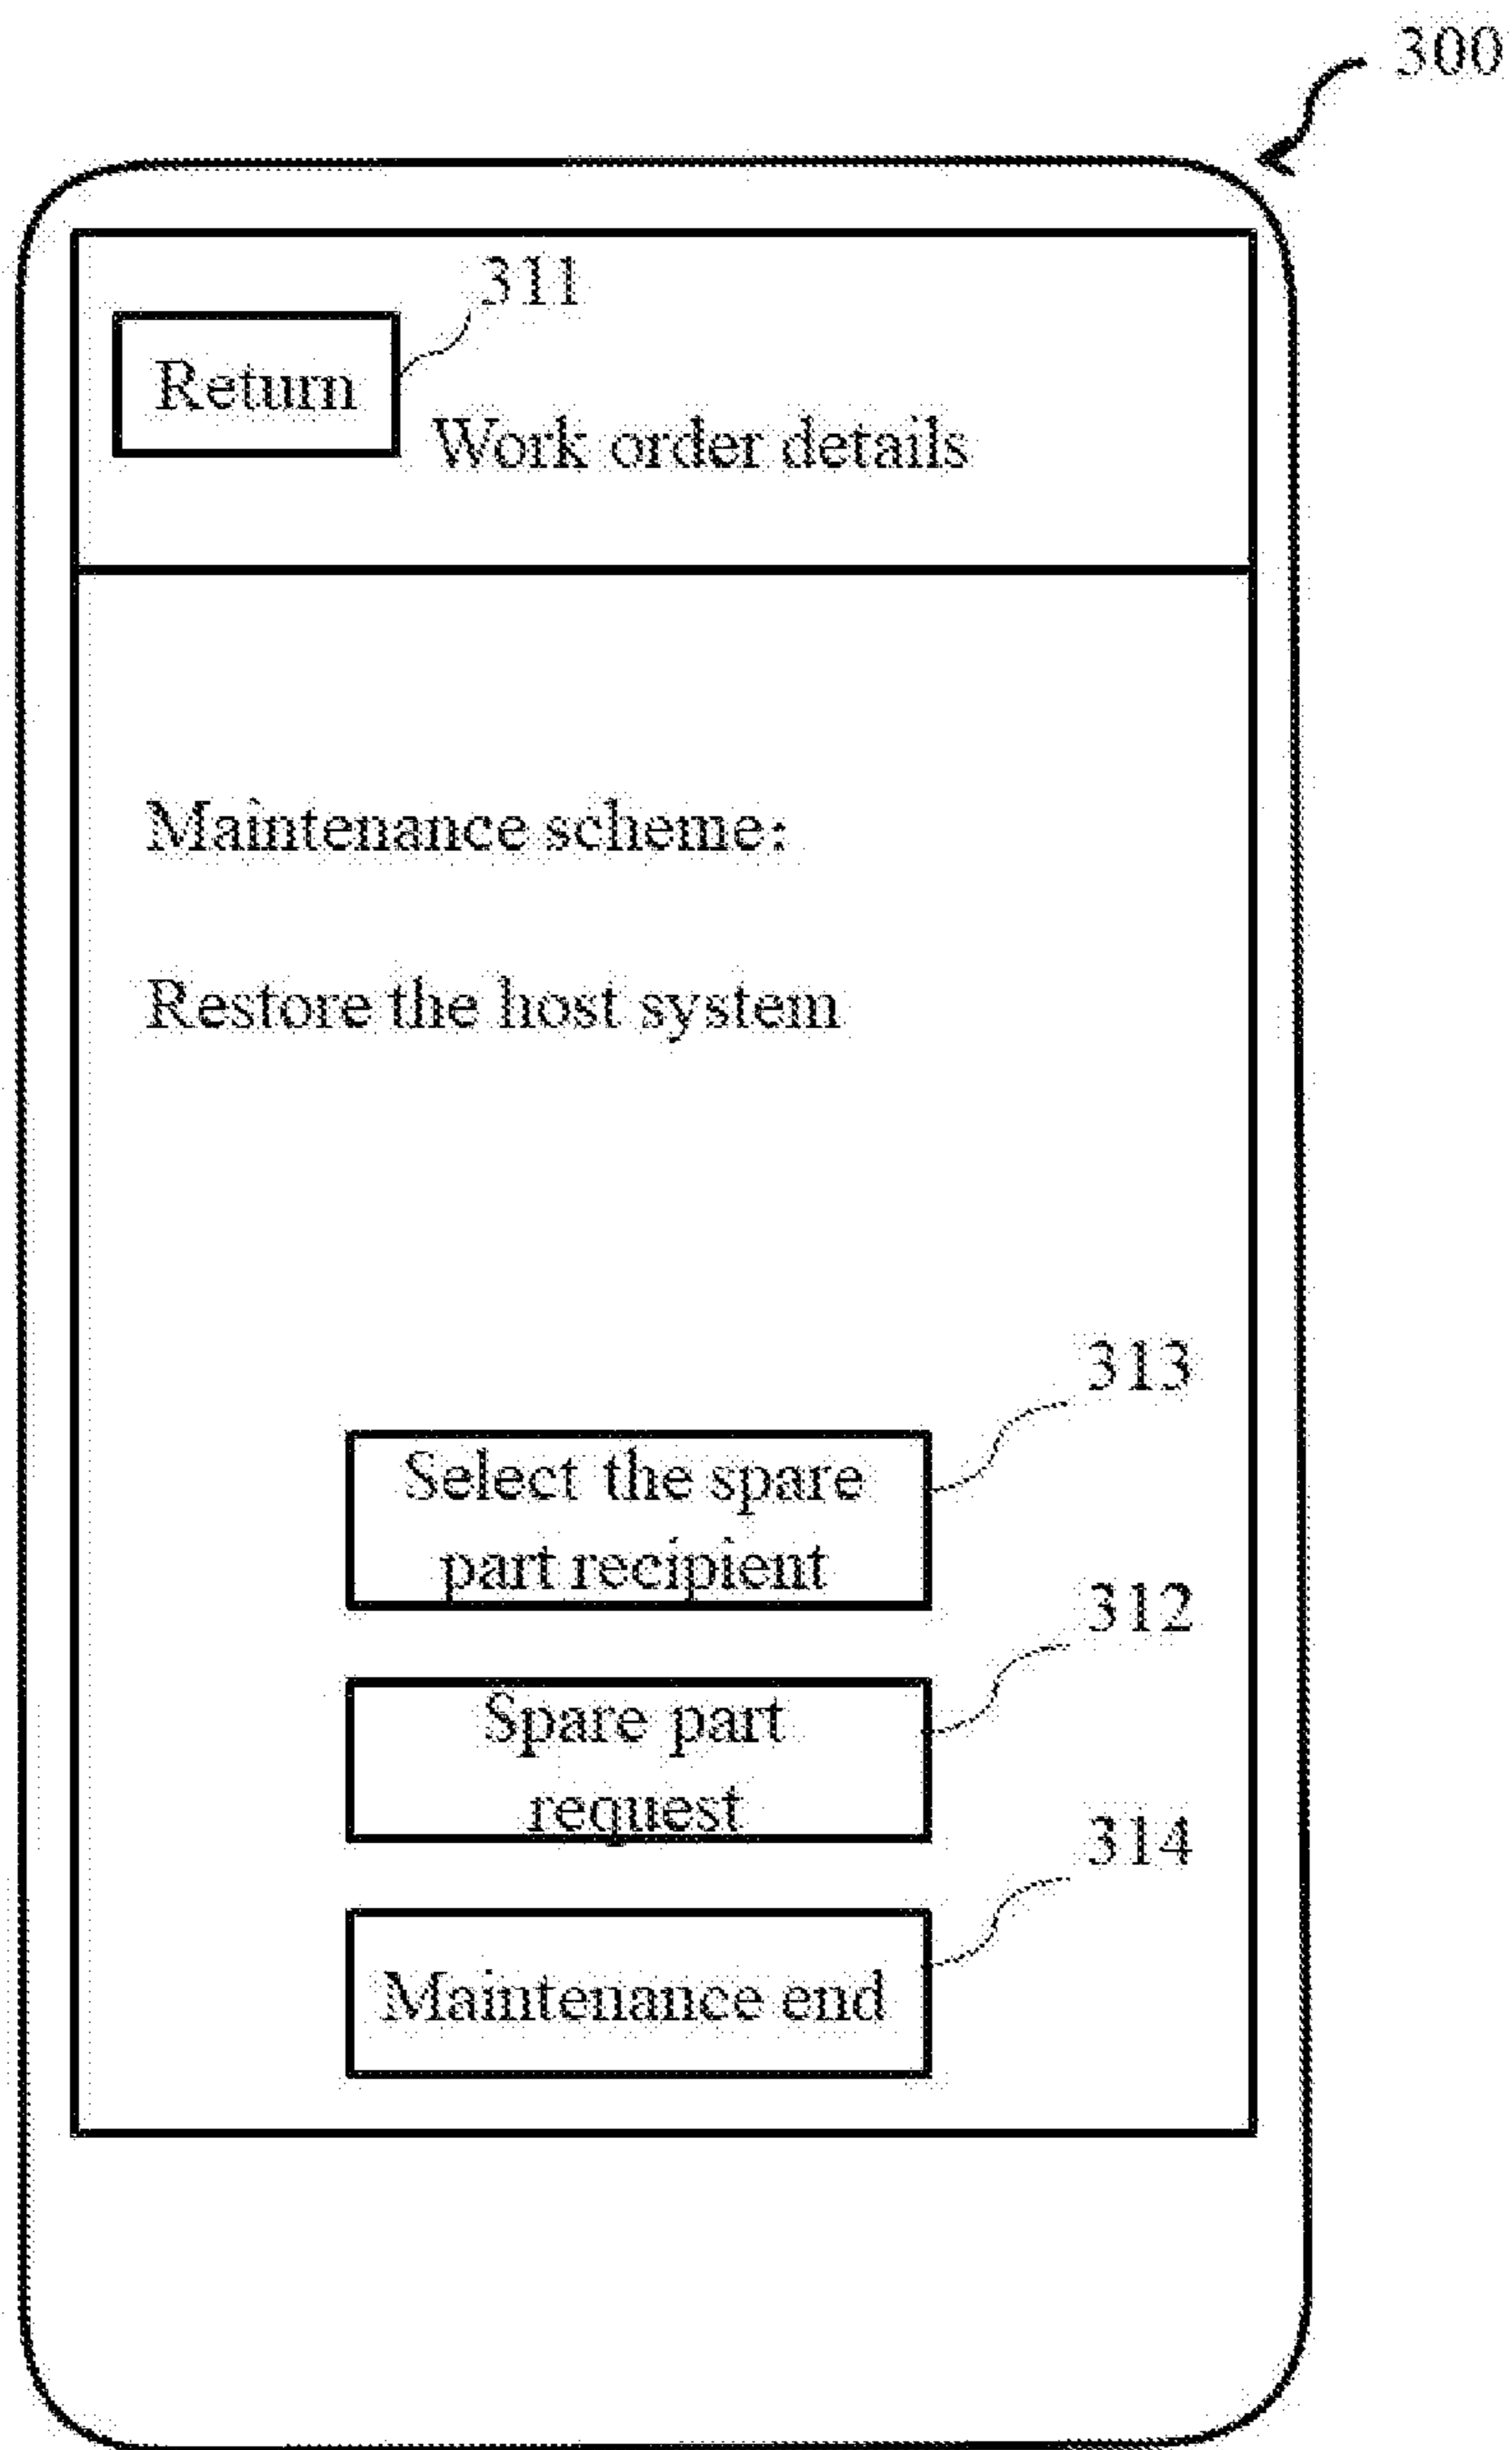 300
311
Return
Work order details
Maintenance scheme:
Restore the host system
313
Select the spare
part recipient
312
Spare part
request
314
Maintenance end